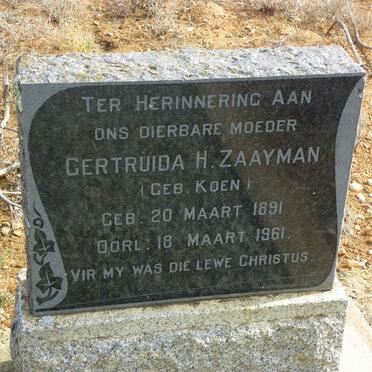 TER HERINNERING AAN
ONS DIERBARE MOEDER
GERTRUIDA H. ZAAYMAN
(GEB. KOEN)
GEB. 20 MAART 1891
OORL. 18 MAART 1961.
VIR MY WAS DIE LEWE CHRISTUS.